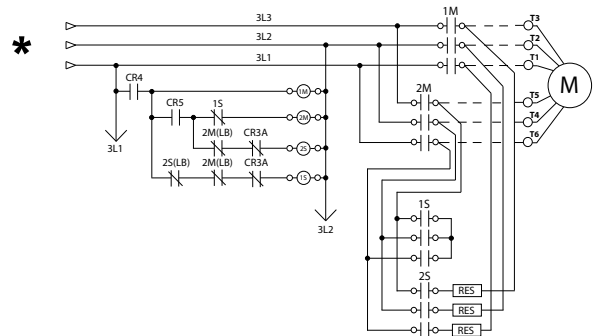 3L3
1M
T3
*
3L2
T2
3L1
T1
CR4
M
1M
2M
T5
CR5
1S
2M
T4
2M(LB)
CR3A
T6
2S
3L1
2S(LB)
2M(LB)
CR3A
1S
1S
3L2
2S
RES
RES
RES